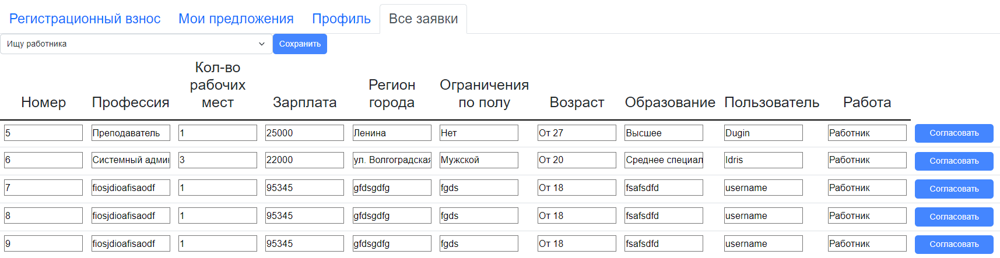 Регистрационный взнос Мои предложения Профиль Все заявки
Ищу работника Сохранить
Номер Профессия Кол-во рабочих мест Зарплата Регион города Ограничения по полу Возраст Образование Пользователь Работа
5 Преподаватель 1 25000 Ленина Нет От 27 Высшее Dugin Работник Согласовать
6 Системный адми 3 22000 ул. Волгоградская Мужской От 20 Среднее специал Idris Работник Согласовать
7 fiosjdioafisaodf 1 95345 gfdsgdfg fgds От 18 fsafsdfd username Работник Согласовать
8 fiosjdioafisaodf 1 95345 gfdsgdfg fgds От 18 fsafsdfd username Работник Согласовать
9 fiosjdioafisaodf 1 95345 gfdsgdfg fgds От 18 fsafsdfd username Работник Согласовать